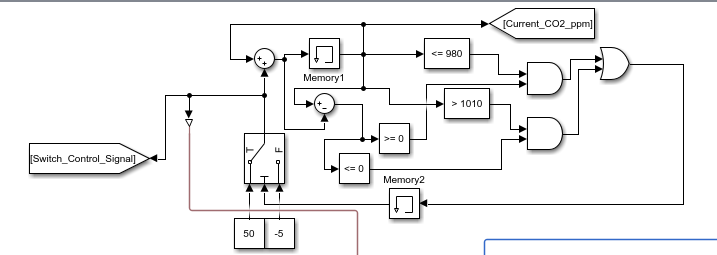 [Current_CO2_ppm]
+
+
<= 980
Memory1
+
-
> 1010
>= 0
[Switch_Control_Signal]
T
F
<= 0
Memory2
50
-5